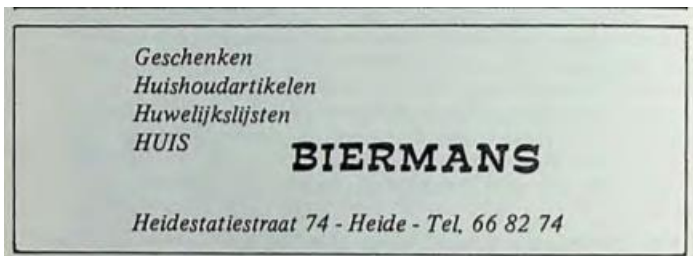 Geschenken
Huishoudartikelen
Huwelijkslijsten
HUIS BIERMANS
Heidestatiestraat 74 - Heide - Tel. 66 82 74